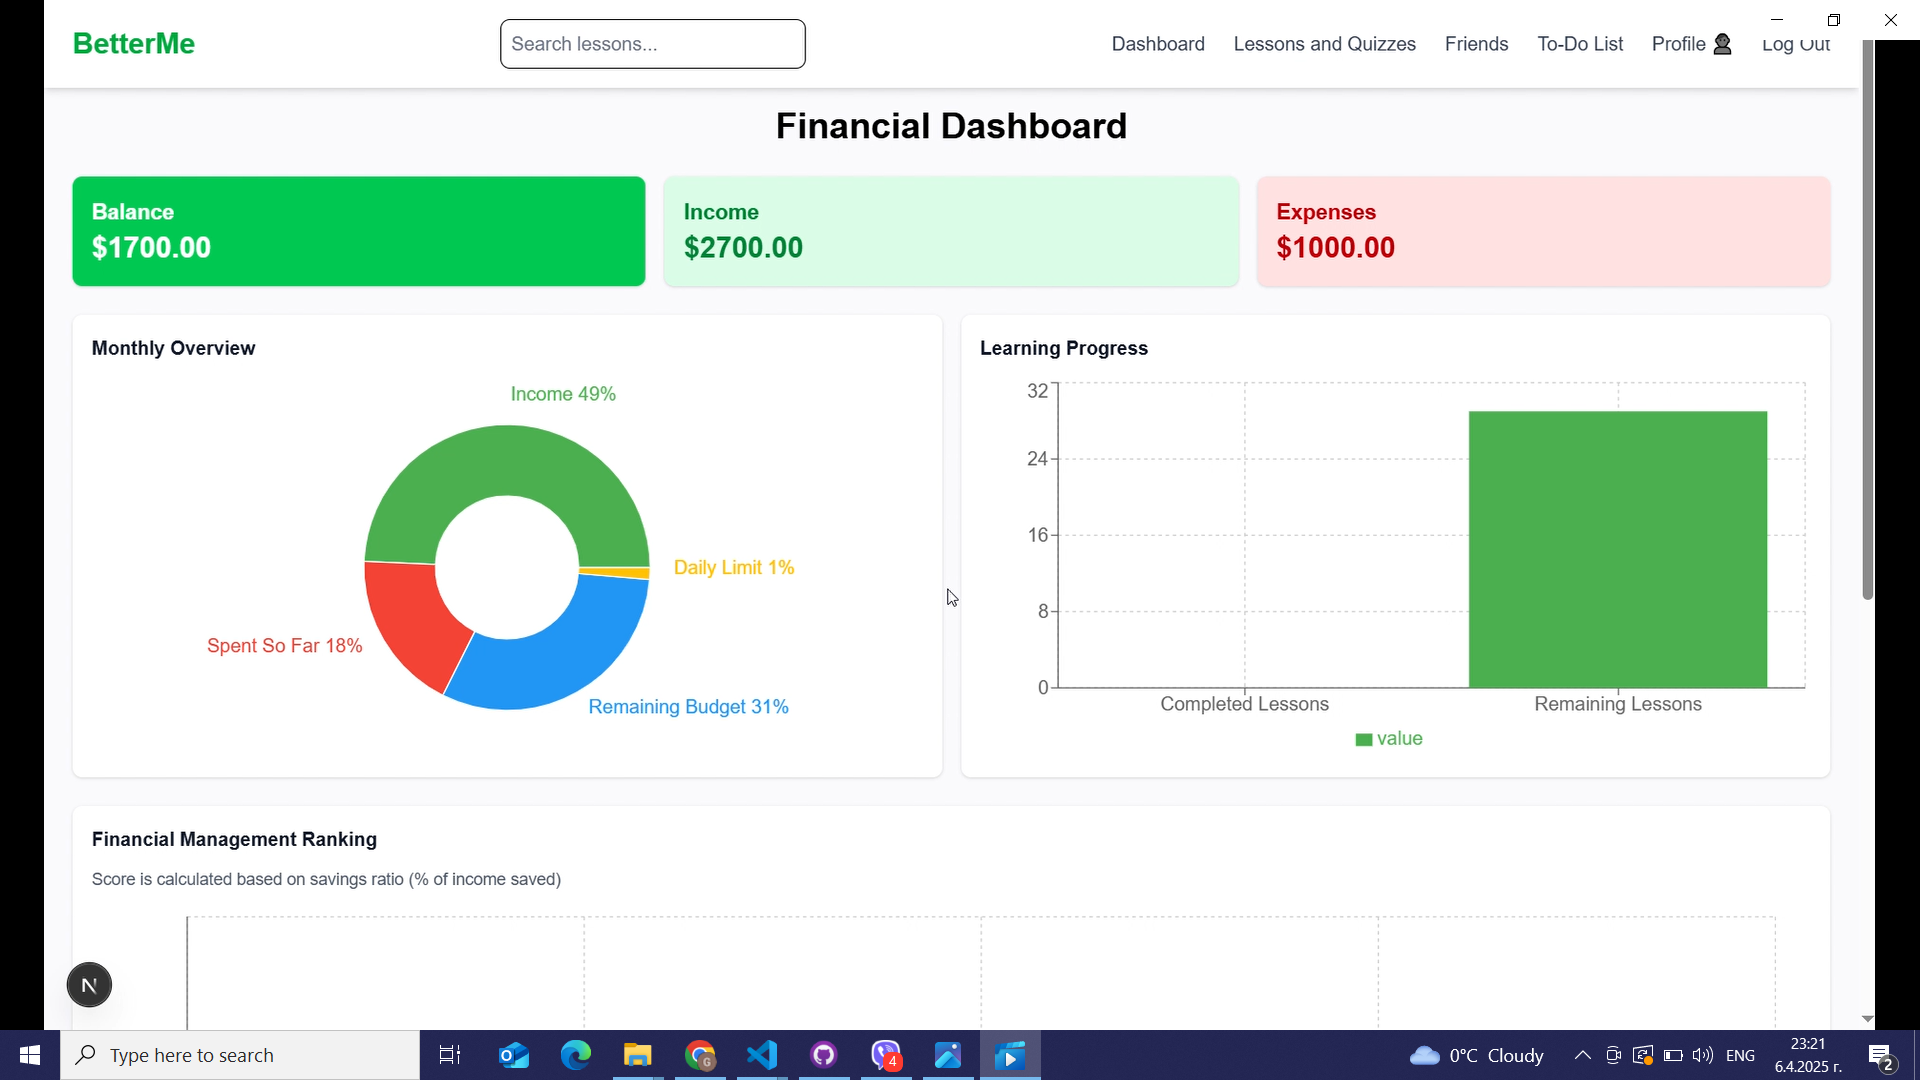 BetterMe
Search lessons...
Dashboard
Lessons and Quizzes
Friends
To-Do List
Profile
Log Out
Financial Dashboard
Balance
$1700.00
Income
$2700.00
Expenses
$1000.00
Monthly Overview
Income 49%
Daily Limit 1%
Spent So Far 18%
Remaining Budget 31%
Learning Progress
32
24
16
8
0
Completed Lessons
Remaining Lessons
value
Financial Management Ranking
Score is calculated based on savings ratio (% of income saved)
N
Type here to search
G
4
0°C Cloudy
ENG
23:21
6.4.2025 г.
2